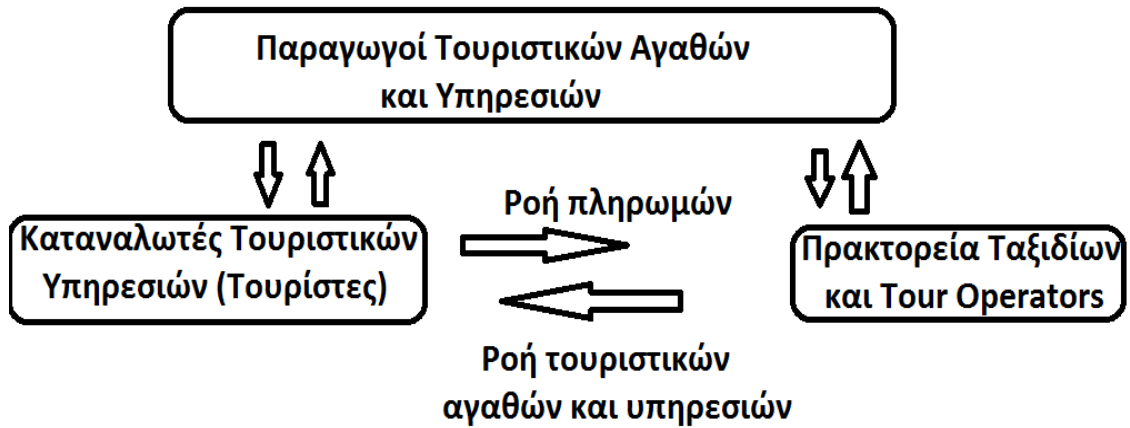 Παραγωγοί Τουριστικών Αγαθών
και Υπηρεσιών
Ροή πληρωμών
Καταναλωτές Τουριστικών
Υπηρεσιών (Τουρίστες)
Πρακτορεία Ταξιδίων
και Tour Operators
Ροή τουριστικών
αγαθών και υπηρεσιών